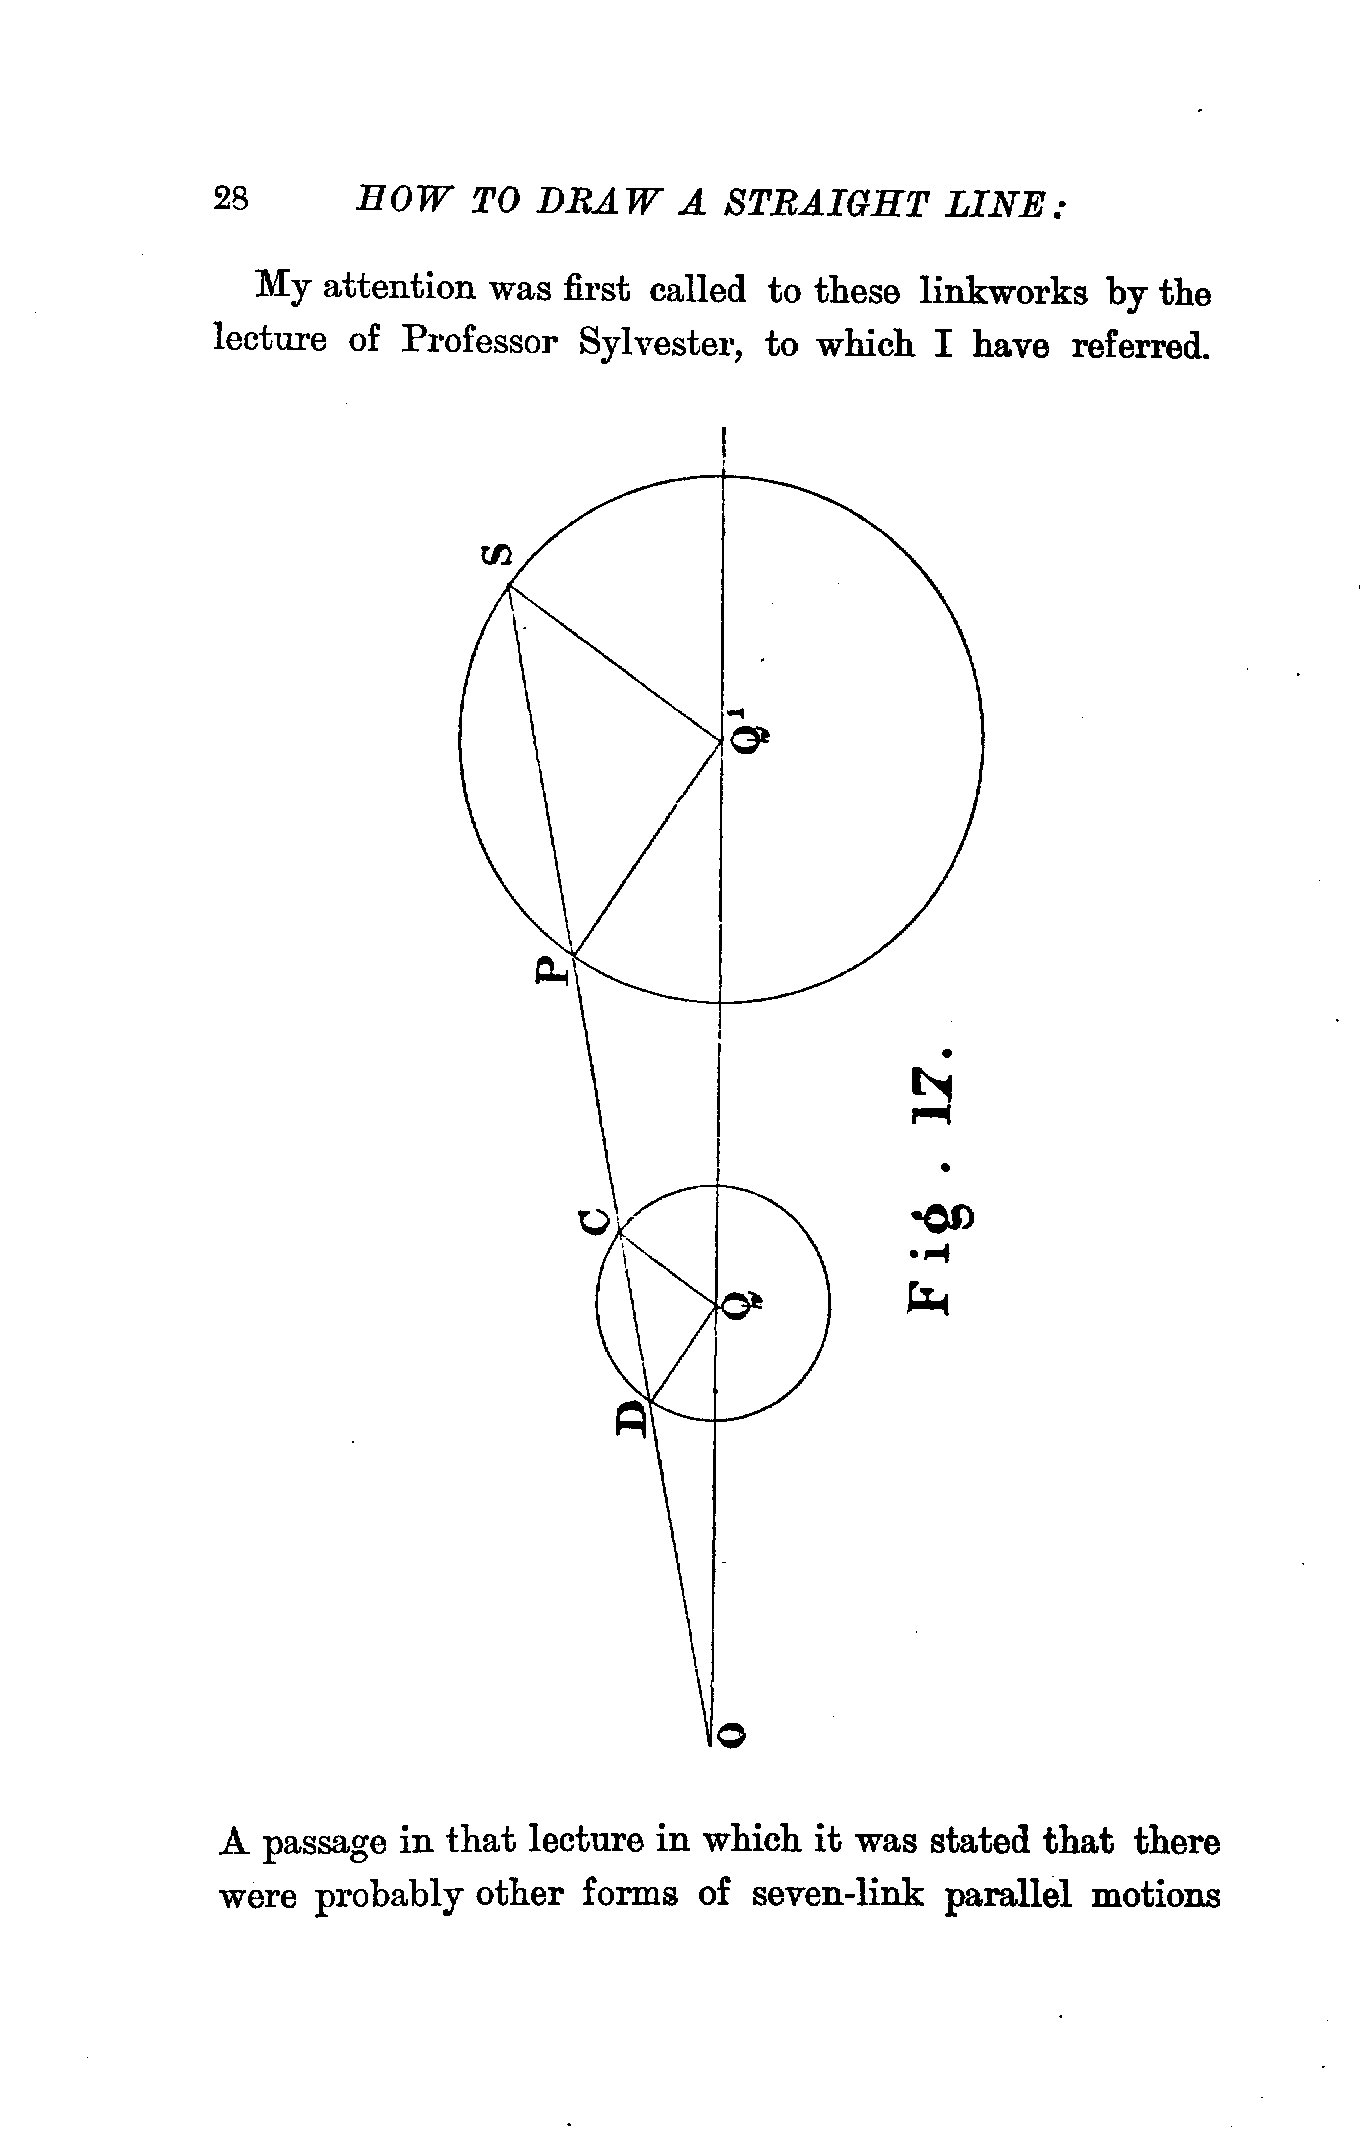 28 HOW TO DRAW A STRAIGHT LINE:
My attention was first called to these linkworks by the
lecture of Professor Sylvester, to which I have referred.
S
Q¹
P
Fig. 17.
C
Q
D
O
A passage in that lecture in which it was stated that there
were probably other forms of seven-link parallel motions